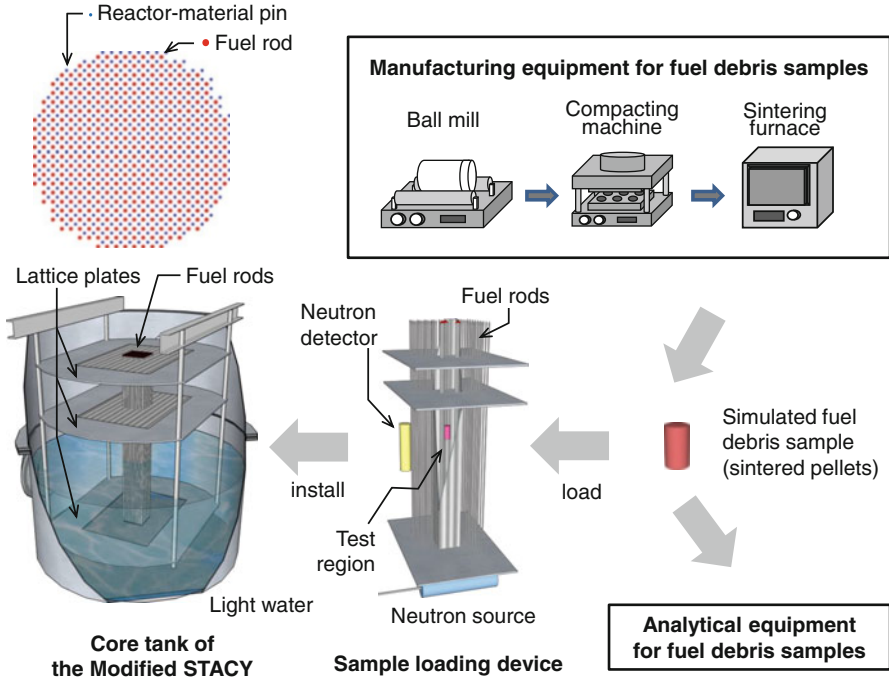 Reactor-material pin
Fuel rod
Manufacturing equipment for fuel debris samples
Ball mill
Compacting
machine
Sintering
furnace
Lattice plates
Fuel rods
Neutron
detector
Fuel rods
Simulated fuel
debris sample
(sintered pellets)
install
load
Test
region
Light water
Neutron source
Core tank of
the Modified STACY
Sample loading device
Analytical equipment
for fuel debris samples